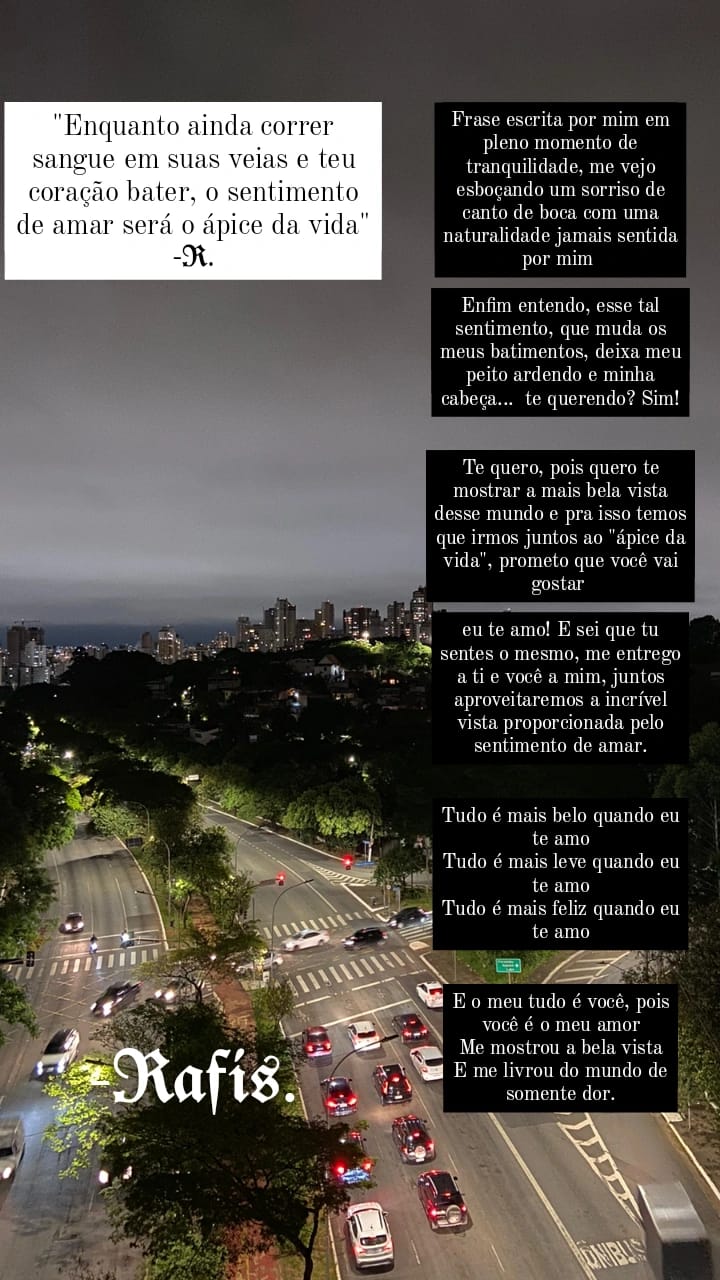 "Enquanto ainda correr
sangue em suas veias e teu
coração bater, o sentimento
de amar será o ápice da vida"
-R.
Frase escrita por mim em
pleno momento de
tranquilidade, me vejo
esboçando um sorriso de
canto de boca com uma
naturalidade jamais sentida
por mim
Enfim entendo, esse tal
sentimento, que muda os
meus batimentos, deixa meu
peito ardendo e minha
cabeça... te querendo? Sim!
Te quero, pois quero te
mostrar a mais bela vista
desse mundo e pra isso temos
que irmos juntos ao "ápice da
vida", prometo que você vai
gostar
eu te amo! E sei que tu
sentes o mesmo, me entrego
a ti e você a mim, juntos
aproveitaremos a incrível
vista proporcionada pelo
sentimento de amar.
Tudo é mais belo quando eu
te amo
Tudo é mais leve quando eu
te amo
Tudo é mais feliz quando eu
te amo
E o meu tudo é você, pois
você é o meu amor
Me mostrou a bela vista
E me livrou do mundo de
somente dor.
-Rafis.